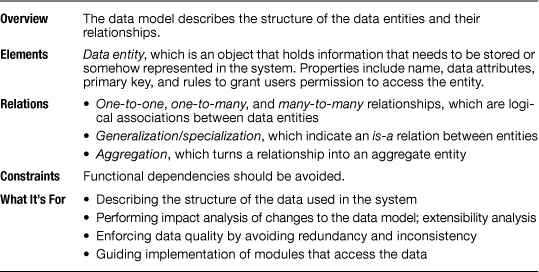 Overview The data model describes the structure of the data entities and their
relationships.
Elements Data entity, which is an object that holds information that needs to be stored or
somehow represented in the system. Properties include name, data attributes,
primary key, and rules to grant users permission to access the entity.
Relations • One-to-one, one-to-many, and many-to-many relationships, which are logi-
cal associations between data entities
• Generalization/specialization, which indicate an is-a relation between entities
• Aggregation, which turns a relationship into an aggregate entity
Constraints Functional dependencies should be avoided.
What It's For • Describing the structure of the data used in the system
• Performing impact analysis of changes to the data model; extensibility analysis
• Enforcing data quality by avoiding redundancy and inconsistency
• Guiding implementation of modules that access the data